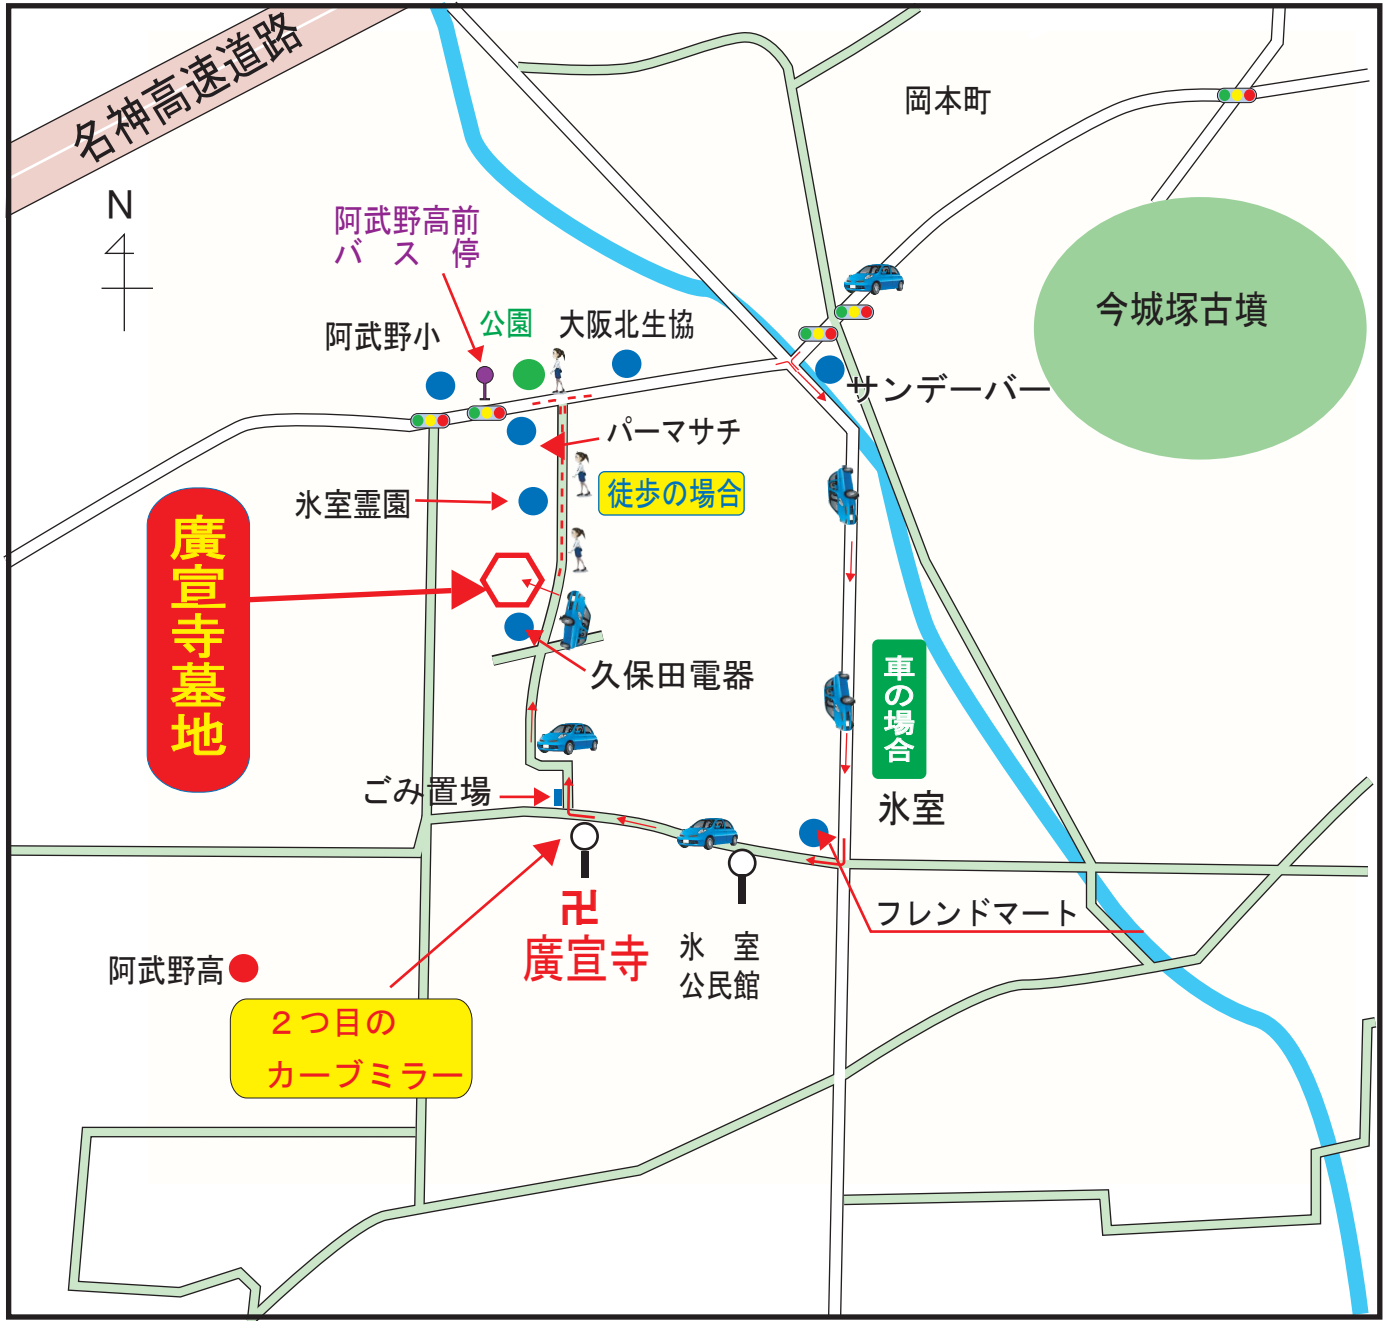 名神高速道路
岡本町
N
阿武野高前
バス停
公園
大阪北生協
阿武野小
今城塚古墳
サンデーバー
パーマサチ
徒歩の場合
氷室霊園
廣宣寺墓地
久保田電器
車の場合
ごみ置場
氷室
フレンドマート
卍
廣宣寺
氷室
公民館
阿武野高
2つ目の
カーブミラー